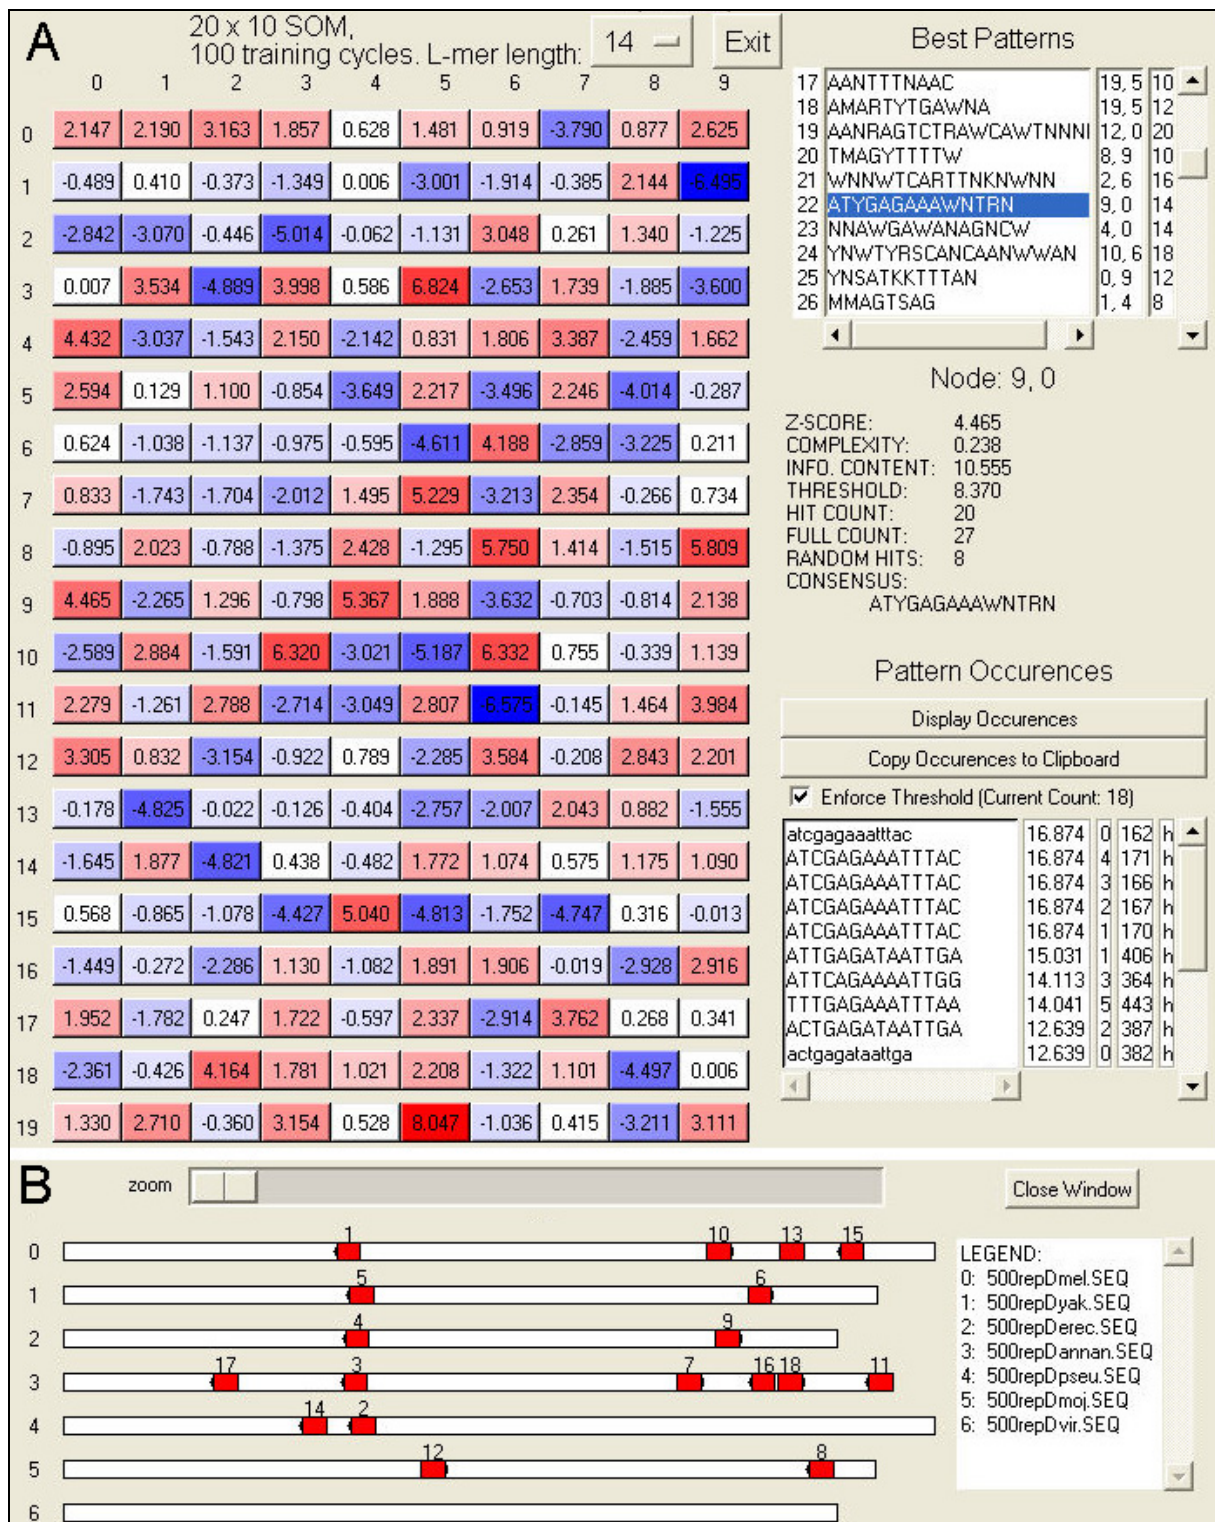 A
20 x 10 SOM,
100 training cycles. L-mer length: 14 Exit
0 1 2 3 4 5 6 7 8 9
0 2.147 2.190 3.163 1.857 0.628 1.481 0.919 -3.790 0.877 2.625
1 -0.489 0.410 -0.373 -1.349 0.006 -3.001 -1.914 -0.385 2.144 -6.495
2 -2.842 -3.070 -0.446 -5.014 -0.062 -1.131 3.048 0.261 1.340 -1.225
3 0.007 3.534 -4.889 3.998 0.586 6.824 -2.653 1.739 -1.885 -3.600
4 4.432 -3.037 -1.543 2.150 -2.142 0.831 1.806 3.387 -2.459 1.662
5 2.594 0.129 1.100 -0.854 -3.649 2.217 -3.496 2.246 -4.014 -0.287
6 0.624 -1.038 -1.137 -0.975 -0.595 -4.611 4.188 -2.859 -3.225 0.211
7 0.833 -1.743 -1.704 -2.012 1.495 5.229 -3.213 2.354 -0.266 0.734
8 -0.895 2.023 -0.788 -1.375 2.428 -1.295 5.750 1.414 -1.515 5.809
9 4.465 -2.265 1.296 -0.798 5.367 1.888 -3.632 -0.703 -0.814 2.138
10 -2.589 2.884 -1.591 6.320 -3.021 -5.187 6.332 0.755 -0.339 1.139
11 2.279 -1.261 2.788 -2.714 -3.049 2.807 -6.575 -0.145 1.464 3.984
12 3.305 0.832 -3.154 -0.922 0.789 -2.285 3.584 -0.208 2.843 2.201
13 -0.178 -4.825 -0.022 -0.126 -0.404 -2.757 -2.007 2.043 0.882 -1.555
14 -1.645 1.877 -4.821 0.438 -0.482 1.772 1.074 0.575 1.175 1.090
15 0.568 -0.865 -1.078 -4.427 5.040 -4.813 -1.752 -4.747 0.316 -0.013
16 -1.449 -0.272 -2.286 1.130 -1.082 1.891 1.906 -0.019 -2.928 2.916
17 1.952 -1.782 0.247 1.722 -0.597 2.337 -2.914 3.762 0.268 0.341
18 -2.361 -0.426 4.164 1.781 1.021 2.208 -1.322 1.101 -4.497 0.006
19 1.330 2.710 -0.360 3.154 0.528 8.047 -1.036 0.415 -3.211 3.111
Best Patterns
17 AANTTTNAAC 19, 5 10
18 AMARTYTGAWNA 19, 5 12
19 AANRAGTCTRAWCAWTNNNI 12, 0 20
20 TMAGYTTTTW 8, 9 10
21 WNNWTCARTTNKNWNN 2, 6 16
22 ATYGAGAAAWNTRN 9, 0 14
23 NNAWGAWANAGNCW 4, 0 14
24 YNWTYRSCANCAANWWAN 10, 6 18
25 YNSATKKTTTAN 0, 9 12
26 MMAGTSAG 1, 4 8
Node: 9, 0
Z-SCORE: 4.465
COMPLEXITY: 0.238
INFO. CONTENT: 10.555
THRESHOLD: 8.370
HIT COUNT: 20
FULL COUNT: 27
RANDOM HITS: 8
CONSENSUS:
ATYGAGAAAWNTRN
Pattern Occurences
Display Occurences
Copy Occurences to Clipboard
Enforce Threshold (Current Count: 18)
atcgagaaatttac 16.874 0 162 h
ATCGAGAAATTTAC 16.874 4 171 h
ATCGAGAAATTTAC 16.874 3 166 h
ATCGAGAAATTTAC 16.874 2 167 h
ATCGAGAAATTTAC 16.874 1 170 h
ATTGAGATAATTGA 15.031 1 406 h
ATTCAGAAAATTGG 14.113 3 364 h
TTTGAGAAATTTAA 14.041 5 443 h
ACTGAGATAATTGA 12.639 2 387 h
actgagataattga 12.639 0 382 h
B
zoom
Close Window
1 10 13 15
0
5 6
1
4 9
2
17 3 7 16 18 11
3
14 2
4
12 8
5
6
LEGEND:
0: 500repDmel.SEQ
1: 500repDyak.SEQ
2: 500repDerec.SEQ
3: 500repDannan.SEQ
4: 500repDpseu.SEQ
5: 500repDmoj.SEQ
6: 500repDvir.SEQ